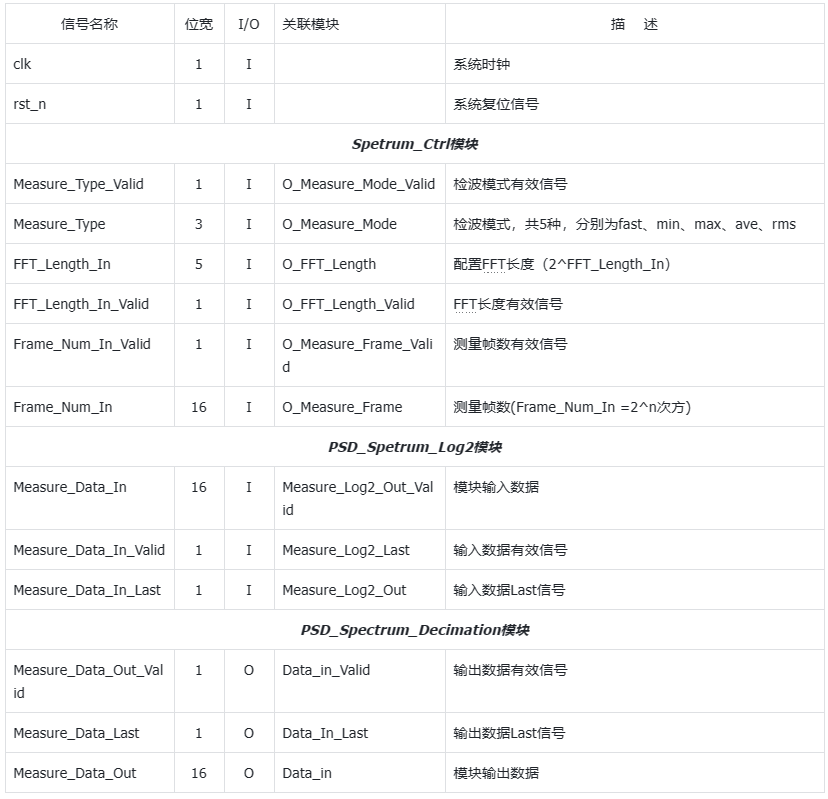 信号名称 位宽 I/O 关联模块 描 述
clk 1 I 系统时钟
rst_n 1 I 系统复位信号
Spetrum_Ctrl模块
Measure_Type_Valid 1 I O_Measure_Mode_Valid 检波模式有效信号
Measure_Type 3 I O_Measure_Mode 检波模式，共5种，分别为fast、min、max、ave、rms
FFT_Length_In 5 I O_FFT_Length 配置FFT长度（2^FFT_Length_In）
FFT_Length_In_Valid 1 I O_FFT_Length_Valid FFT长度有效信号
Frame_Num_In_Valid 1 I O_Measure_Frame_Vali 测量帧数有效信号
d
Frame_Num_In 16 I O_Measure_Frame 测量帧数(Frame_Num_In =2^n次方)
PSD_Spetrum_Log2模块
Measure_Data_In 16 I Measure_Log2_Out_Val 模块输入数据
id
Measure_Data_In_Valid 1 I Measure_Log2_Last 输入数据有效信号
Measure_Data_In_Last 1 I Measure_Log2_Out 输入数据Last信号
PSD_Spectrum_Decimation模块
Measure_Data_Out_Val 1 O Data_in_Valid 输出数据有效信号
id
Measure_Data_Last 1 O Data_In_Last 输出数据Last信号
Measure_Data_Out 16 O Data_in 模块输出数据